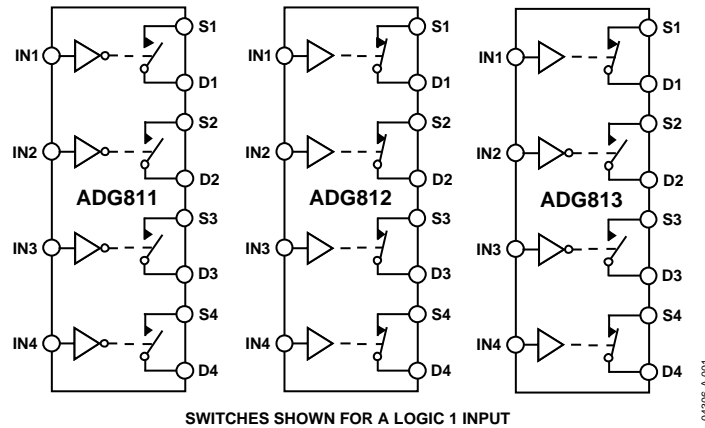 IN1
S1
D1
IN2
S2
D2
ADG811
IN3
S3
D3
IN4
S4
D4
IN1
S1
D1
IN2
S2
D2
ADG812
IN3
S3
D3
IN4
S4
D4
IN1
S1
D1
IN2
S2
D2
ADG813
IN3
S3
D3
IN4
S4
D4
SWITCHES SHOWN FOR A LOGIC 1 INPUT
04306-A-001